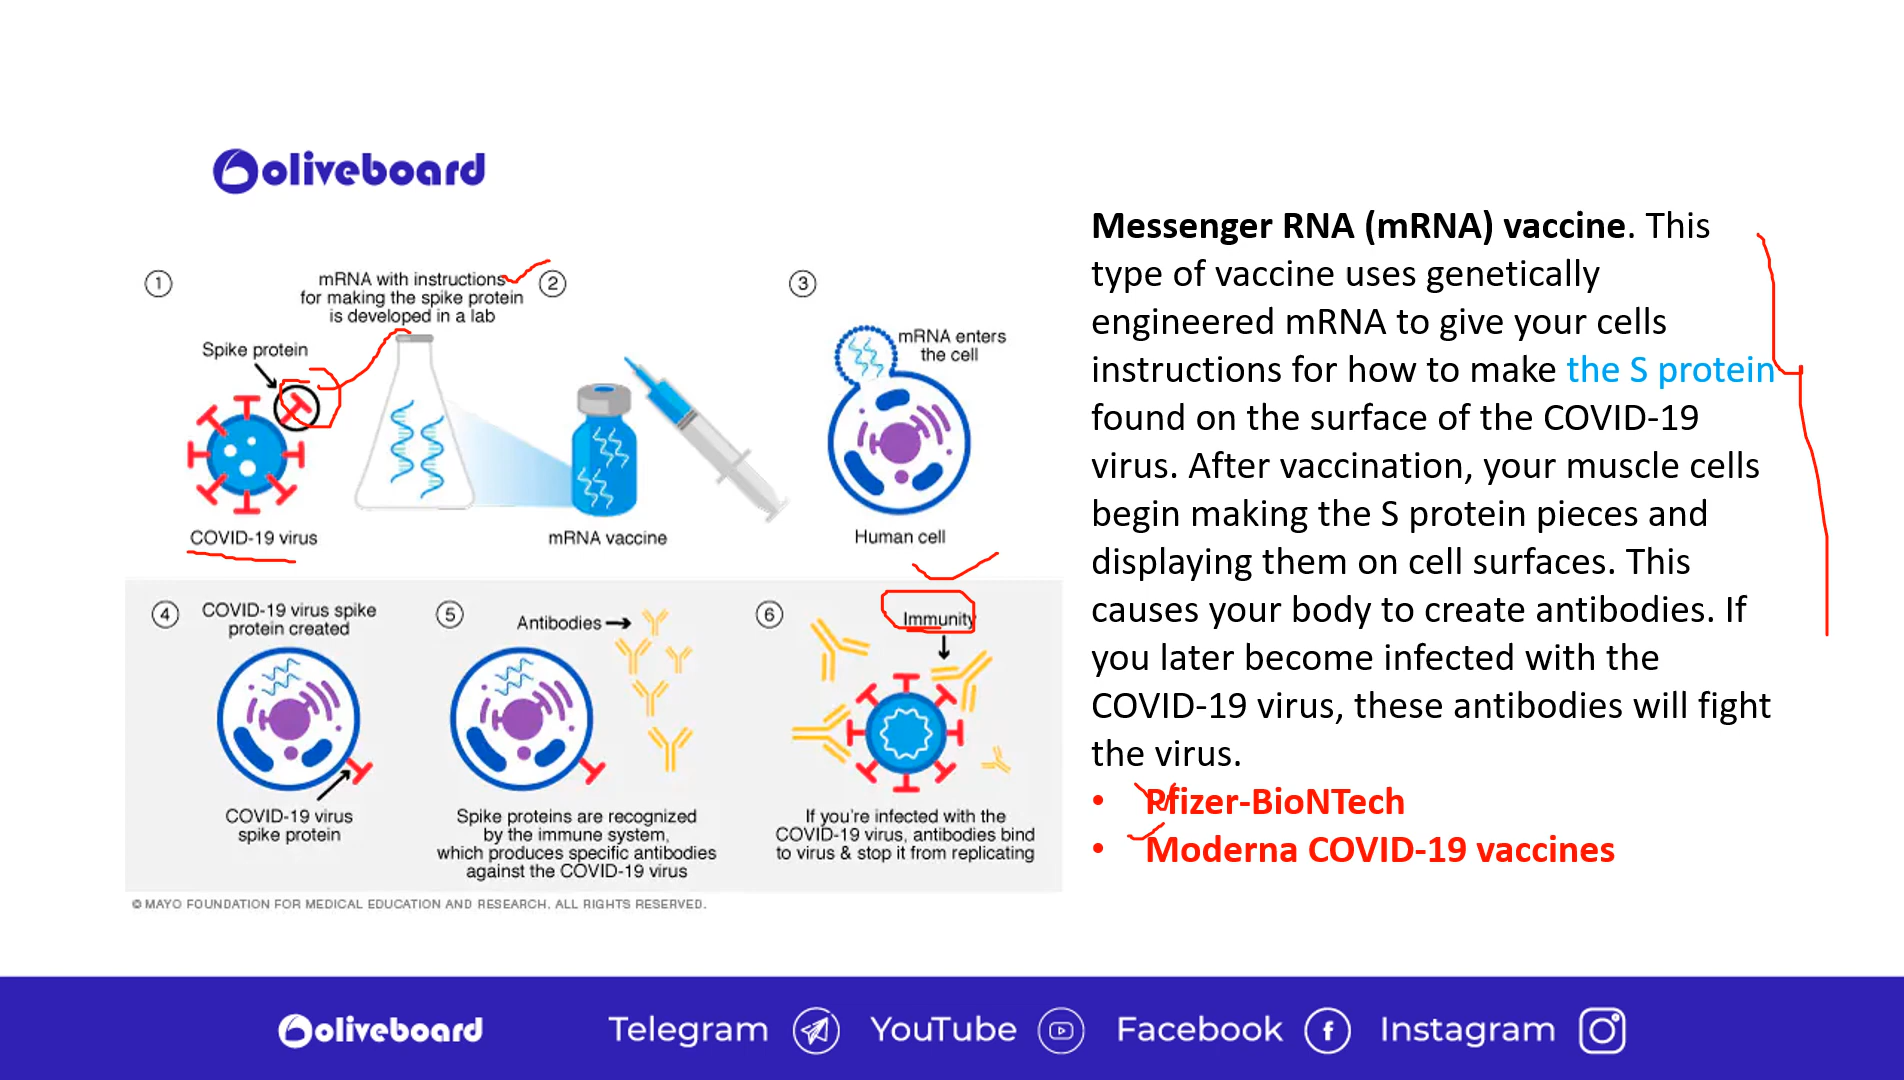 oliveboard
1
mRNA with instructions
for making the spike protein
is developed in a lab
2
3
Spike protein
mRNA enters
the cell
COVID-19 virus
mRNA vaccine
Human cell
4
COVID-19 virus spike
protein created
COVID-19 virus
spike protein
5
Antibodies
Spike proteins are recognized
by the immune system,
which produces specific antibodies
against the COVID-19 virus
6
Immunity
If you're infected with the
COVID-19 virus, antibodies bind
to virus & stop it from replicating
© MAYO FOUNDATION FOR MEDICAL EDUCATION AND RESEARCH. ALL RIGHTS RESERVED.
Messenger RNA (mRNA) vaccine. This
type of vaccine uses genetically
engineered mRNA to give your cells
instructions for how to make the S protein
found on the surface of the COVID-19
virus. After vaccination, your muscle cells
begin making the S protein pieces and
displaying them on cell surfaces. This
causes your body to create antibodies. If
you later become infected with the
COVID-19 virus, these antibodies will fight
the virus.
• Pfizer-BioNTech
• Moderna COVID-19 vaccines
oliveboard Telegram YouTube Facebook Instagram